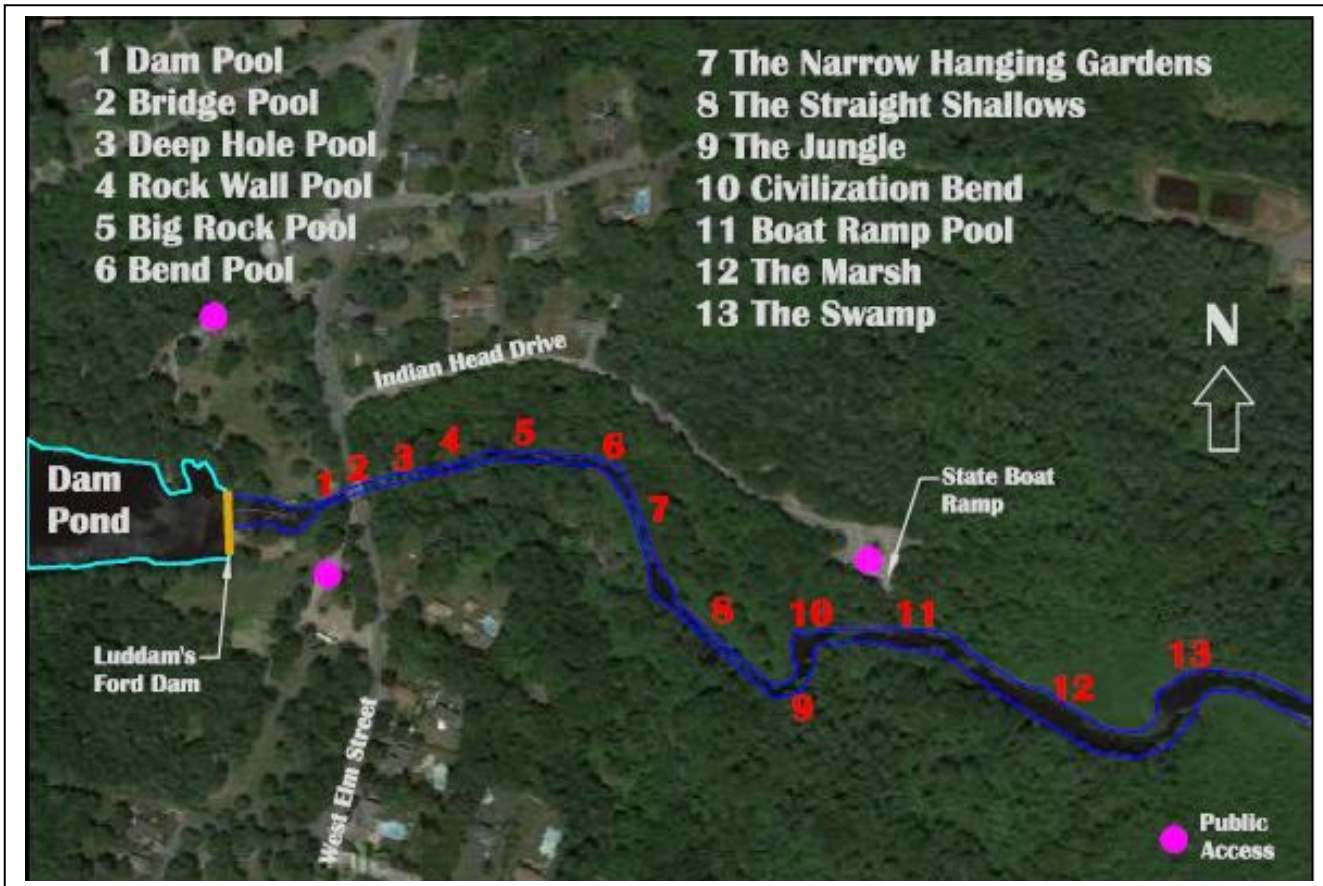 1 Dam Pool
2 Bridge Pool
3 Deep Hole Pool
4 Rock Wall Pool
5 Big Rock Pool
6 Bend Pool
7 The Narrow Hanging Gardens
8 The Straight Shallows
9 The Jungle
10 Civilization Bend
11 Boat Ramp Pool
12 The Marsh
13 The Swamp
N
Indian Head Drive
Dam
Pond
1
2
3
4
5
6
7
8
9
10
11
12
13
State Boat
Ramp
Luddam's
Ford Dam
West Elm Street
Public
Access